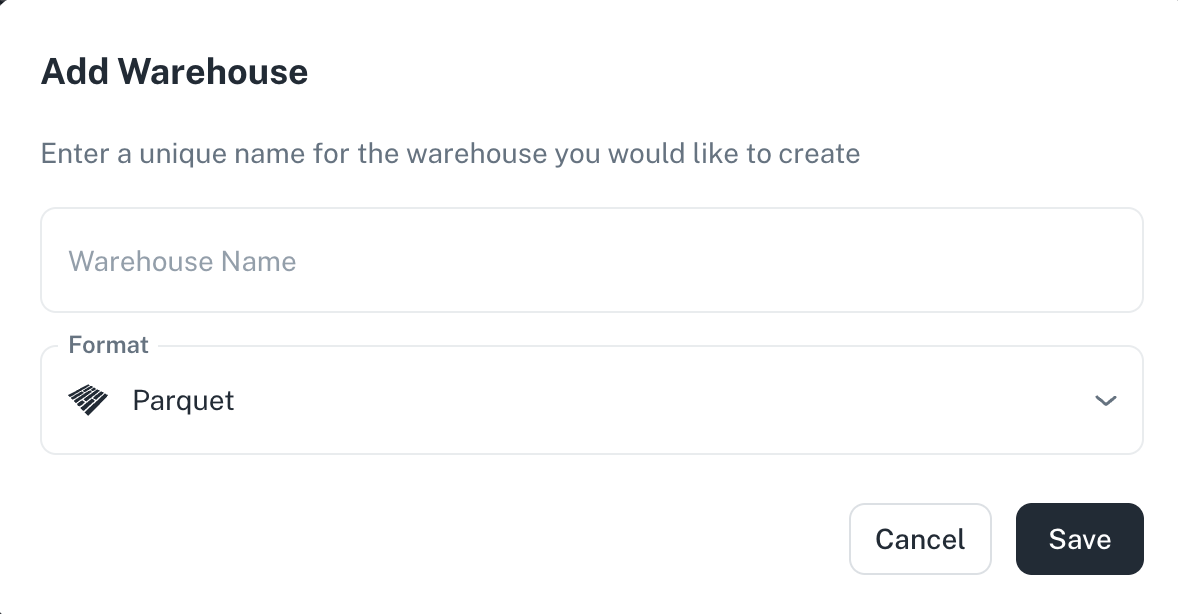 Add Warehouse
Enter a unique name for the warehouse you would like to create
Warehouse Name
Format
Parquet
Cancel Save